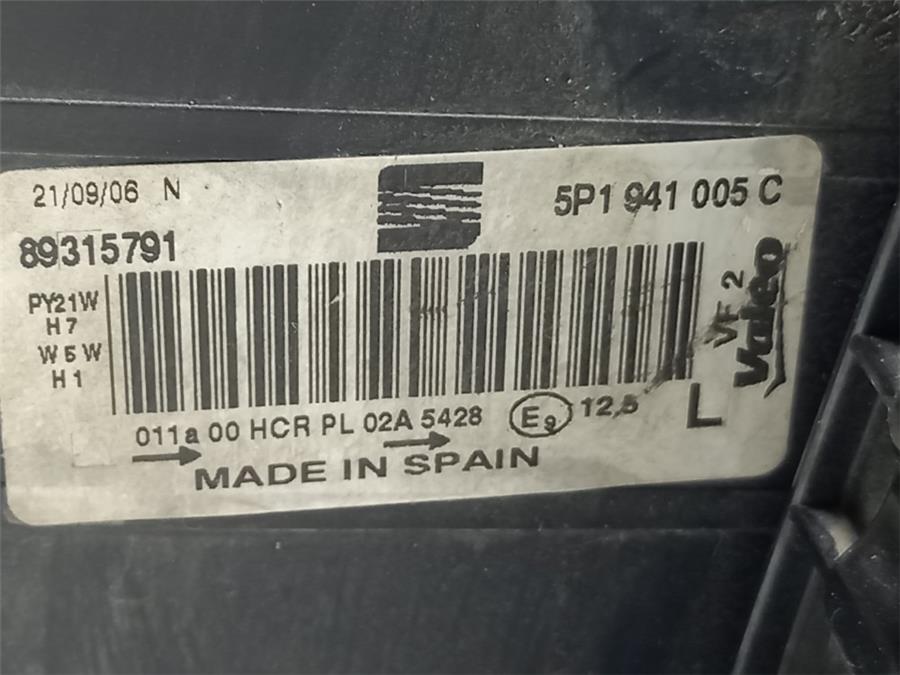 21/09/06 N
5P1 941 005 C
89315791
PY21W
H7
W5W
H1
VF 2
Valeo
011a 00 HCR PL 02A 5428 E9 12,5 L
MADE IN SPAIN